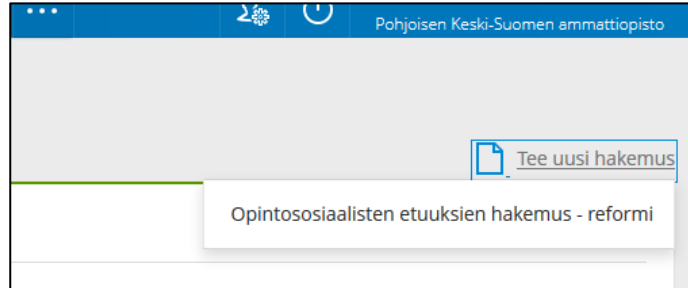 Pohjoisen Keski-Suomen ammattiopisto
Tee uusi hakemus
Opintososiaalisten etuuksien hakemus - reformi